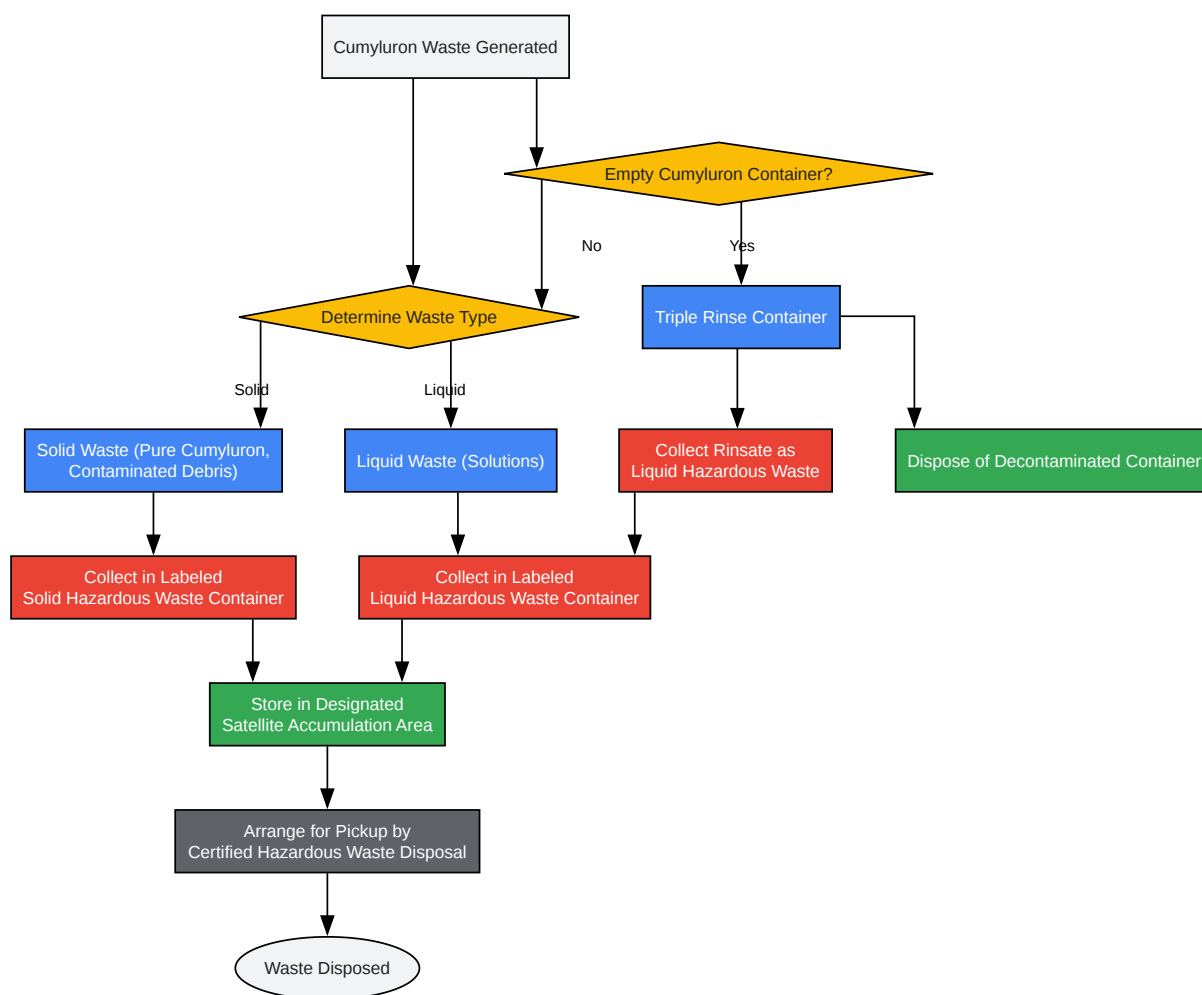 Cumyluron Waste Generated
Empty Cumyluron Container?
No
Yes
Determine Waste Type
Triple Rinse Container
Solid
Liquid
Solid Waste (Pure Cumyluron,
Contaminated Debris)
Liquid Waste (Solutions)
Collect Rinsate as
Liquid Hazardous Waste
Dispose of Decontaminated Container
Collect in Labeled
Solid Hazardous Waste Container
Collect in Labeled
Liquid Hazardous Waste Container
Store in Designated
Satellite Accumulation Area
Arrange for Pickup by
Certified Hazardous Waste Disposal
Waste Disposed